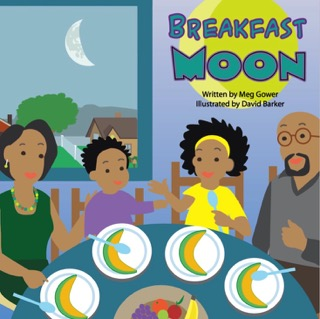 BREAKFAST
MOON
Written by Meg Gower
Illustrated by David Barker